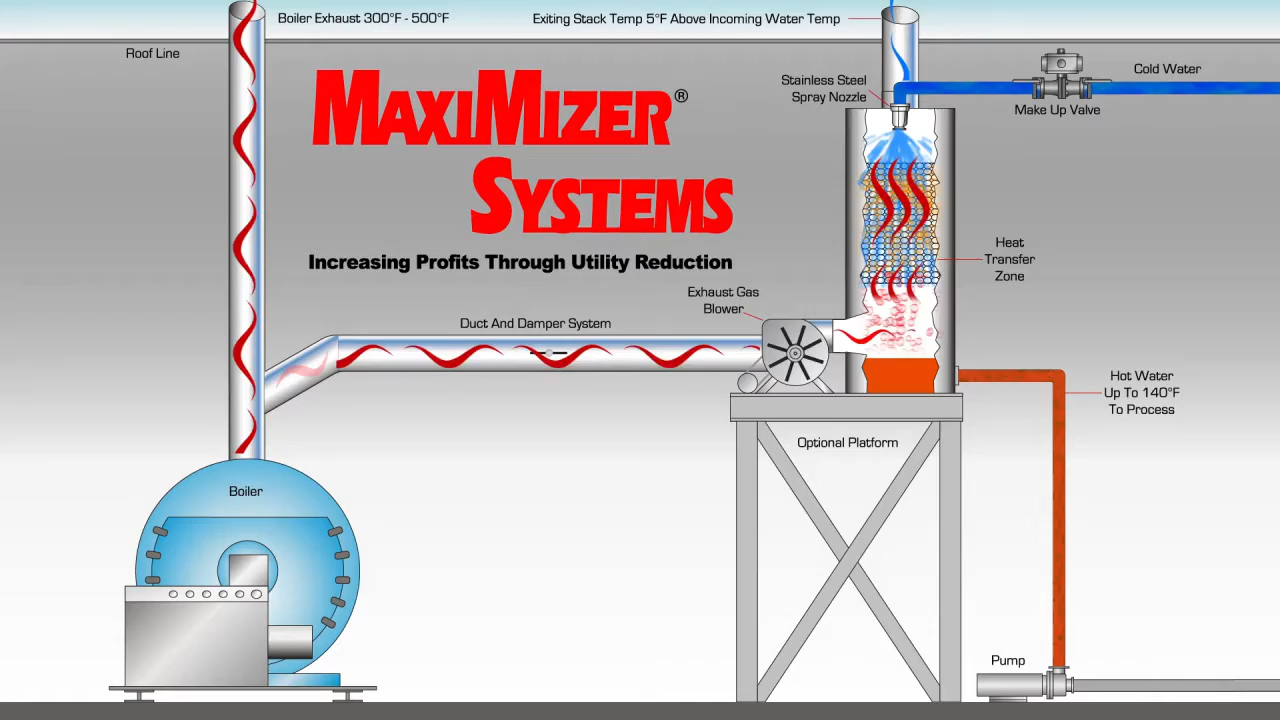 Boiler Exhaust 300°F - 500°F
Exiting Stack Temp 5°F Above Incoming Water Temp
Roof Line
MAXIMIZER®
SYSTEMS
Increasing Profits Through Utility Reduction
Stainless Steel
Spray Nozzle
Cold Water
Make Up Valve
Heat
Transfer
Zone
Exhaust Gas
Blower
Duct And Damper System
Hot Water
Up To 140°F
To Process
Optional Platform
Boiler
Pump